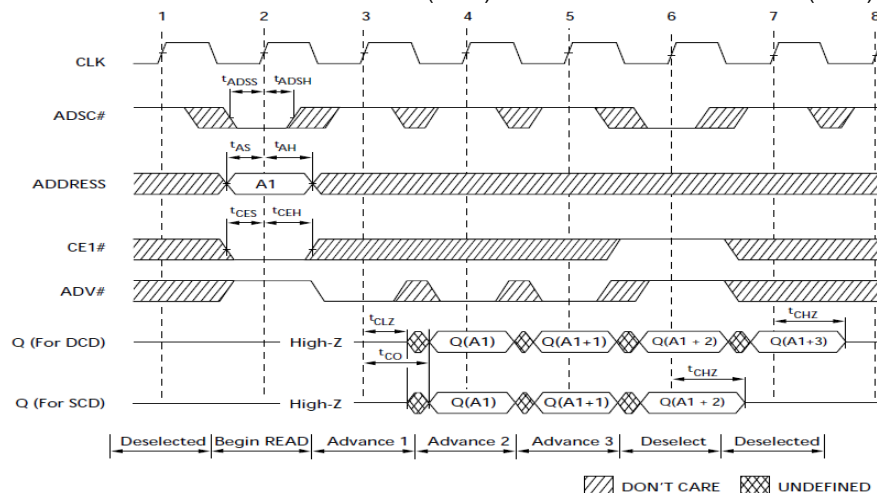 1 2 3 4 5 6 7 8
CLK
tADSS tADSH
ADSC#
tAS tAH
ADDRESS A1
tCES tCEH
CE1#
ADV#
tCLZ tCHZ
Q (For DCD) High-Z Q(A1) Q(A1+1) Q(A1 + 2) Q(A1+3)
tCO tCHZ
Q (For SCD) High-Z Q(A1) Q(A1+1) Q(A1 + 2)
Deselected Begin READ Advance 1 Advance 2 Advance 3 Deselect Deselected
DON'T CARE UNDEFINED